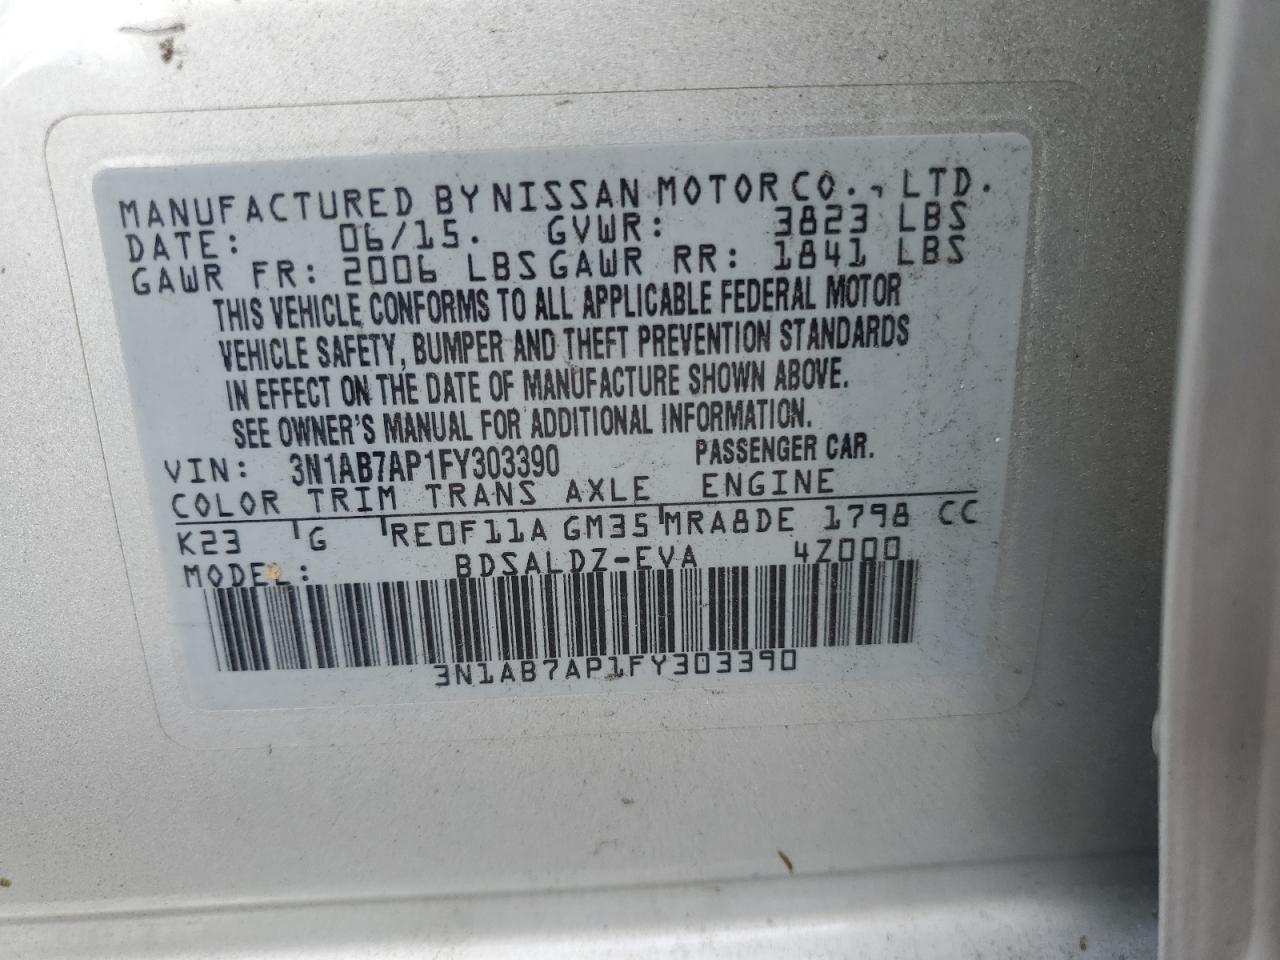 MANUFACTURED BY NISSAN MOTOR CO., LTD.
DATE: 06/15. GVWR: 3823 LBS
GAWR FR: 2006 LBS GAWR RR: 1841 LBS
THIS VEHICLE CONFORMS TO ALL APPLICABLE FEDERAL MOTOR
VEHICLE SAFETY, BUMPER AND THEFT PREVENTION STANDARDS
IN EFFECT ON THE DATE OF MANUFACTURE SHOWN ABOVE.
SEE OWNER'S MANUAL FOR ADDITIONAL INFORMATION.
VIN: 3N1AB7AP1FY303390 PASSENGER CAR.
COLOR TRIM TRANS AXLE ENGINE
K23 G RE0F11A GM35 MRA8DE 1798 CC
MODEL: BDSALDZ-EVA 4Z000
3N1AB7AP1FY303390